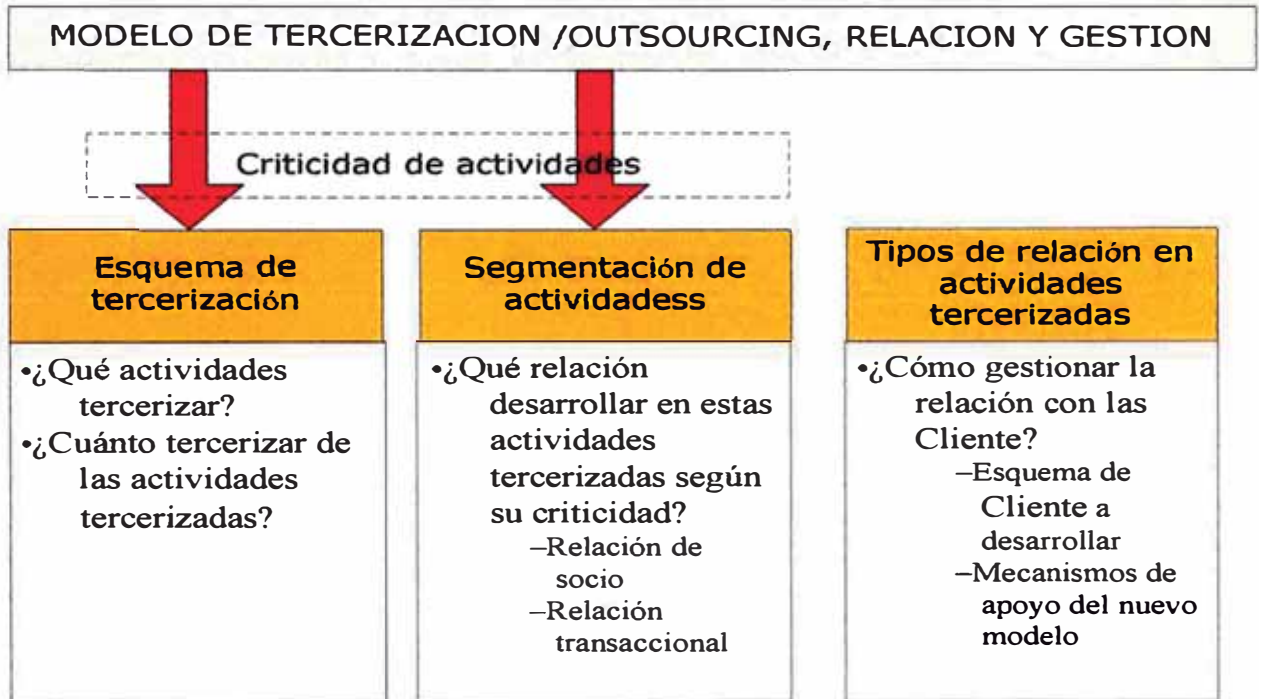 MODELO DE TERCERIZACION /OUTSOURCING, RELACION Y GESTION
Criticidad de actividades
Esquema de
tercerización
•¿Qué actividades
tercerizar?
•¿Cuánto tercerizar de
las actividades
tercerizadas?
Segmentación de
actividadess
•¿Qué relación
desarrollar en estas
actividades
tercerizadas según
su criticidad?
–Relación de
socio
–Relación
transaccional
Tipos de relación en
actividades
tercerizadas
•¿Cómo gestionar la
relación con las
Cliente?
–Esquema de
Cliente a
desarrollar
–Mecanismos de
apoyo del nuevo
modelo